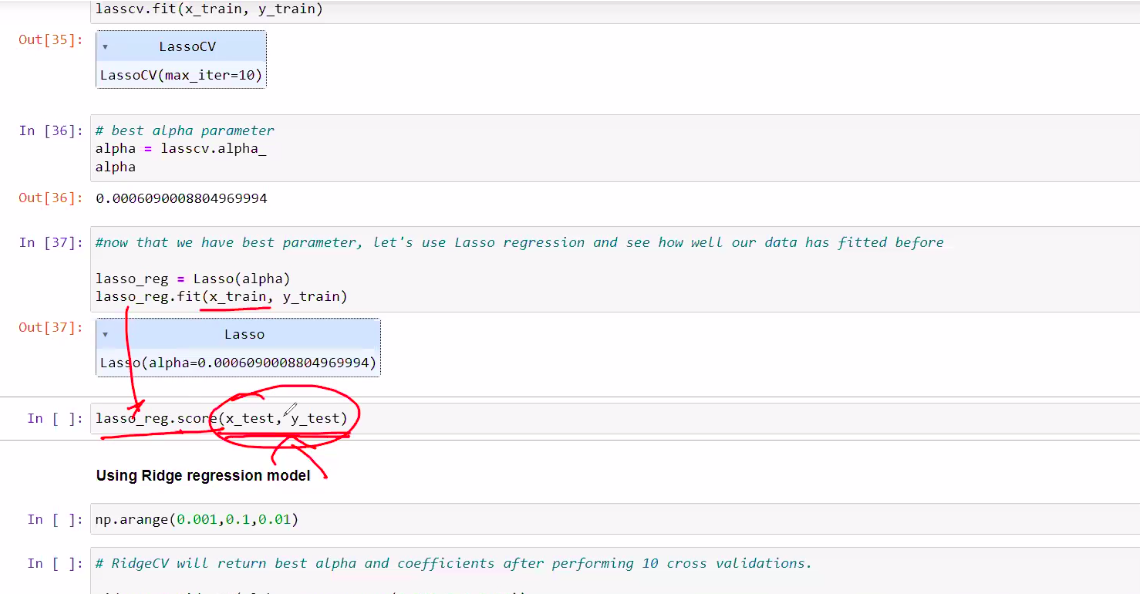 lasscv.fit(x_train, y_train)
Out[35]:
▾ LassoCV
LassoCV(max_iter=10)
In [36]: # best alpha parameter
alpha = lasscv.alpha_
alpha
Out[36]: 0.0006090008804969994
In [37]: #now that we have best parameter, let's use Lasso regression and see how well our data has fitted before
lasso_reg = Lasso(alpha)
lasso_reg.fit(x_train, y_train)
Out[37]:
▾ Lasso
Lasso(alpha=0.0006090008804969994)
In [ ]: lasso_reg.score(x_test, y_test)
Using Ridge regression model
In [ ]: np.arange(0.001,0.1,0.01)
In [ ]: # RidgeCV will return best alpha and coefficients after performing 10 cross validations.